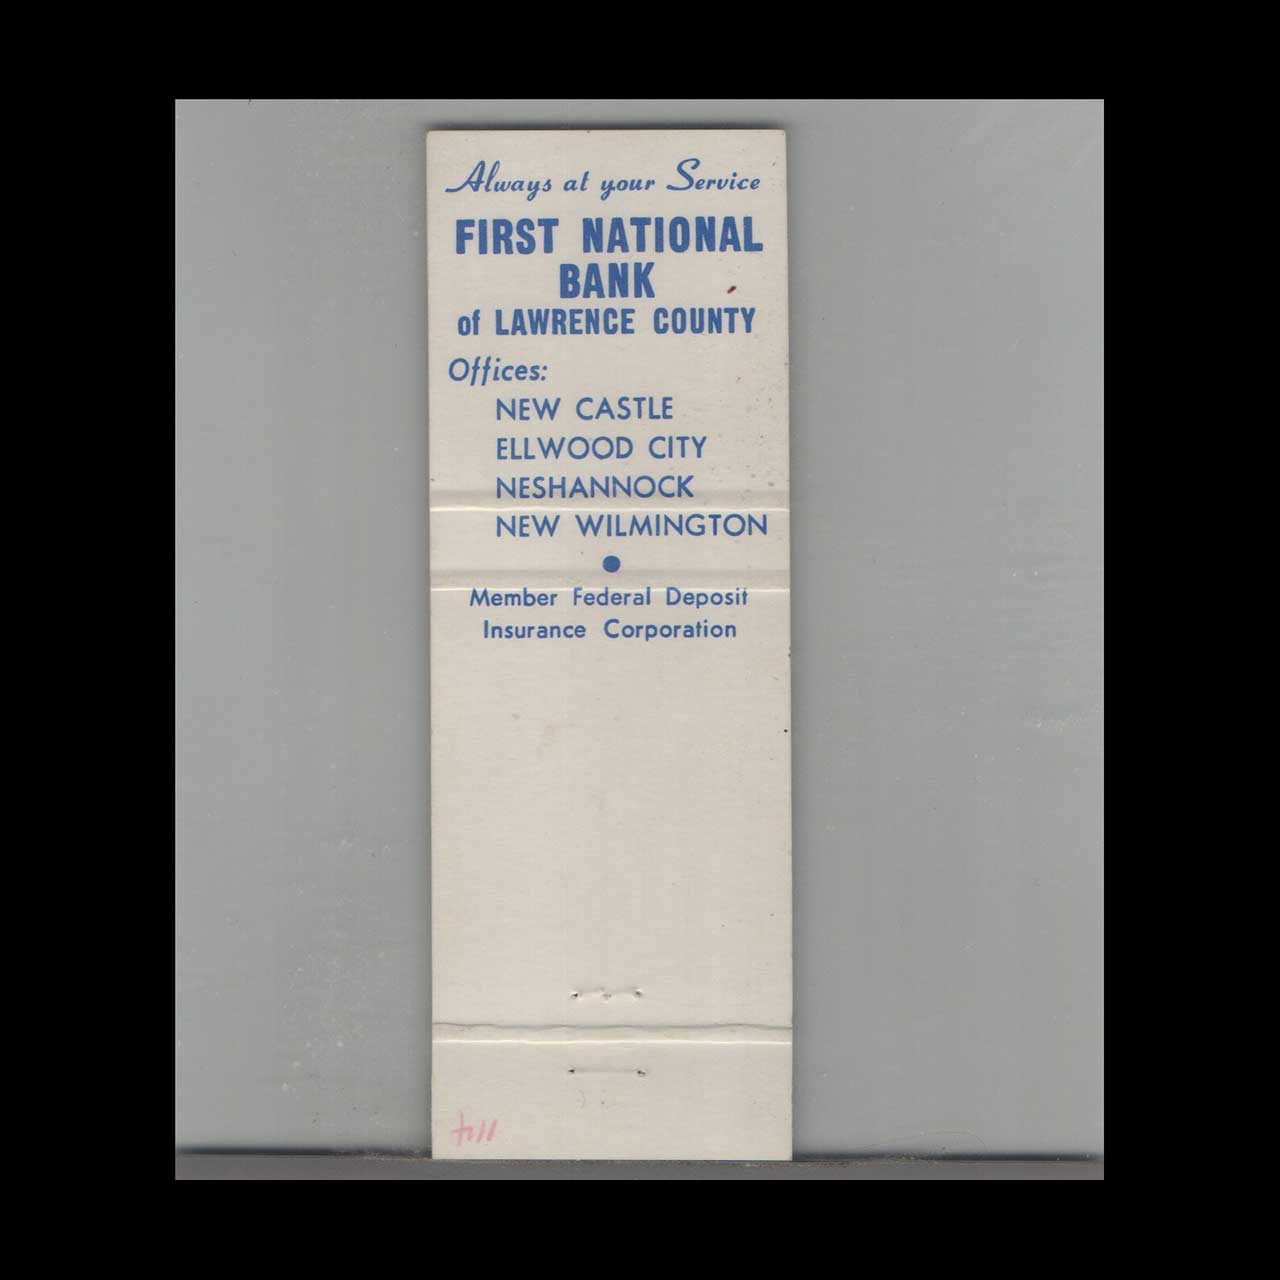 Always at your Service
FIRST NATIONAL
BANK
of LAWRENCE COUNTY
Offices:
NEW CASTLE
ELLWOOD CITY
NESHANNOCK
NEW WILMINGTON
Member Federal Deposit
Insurance Corporation